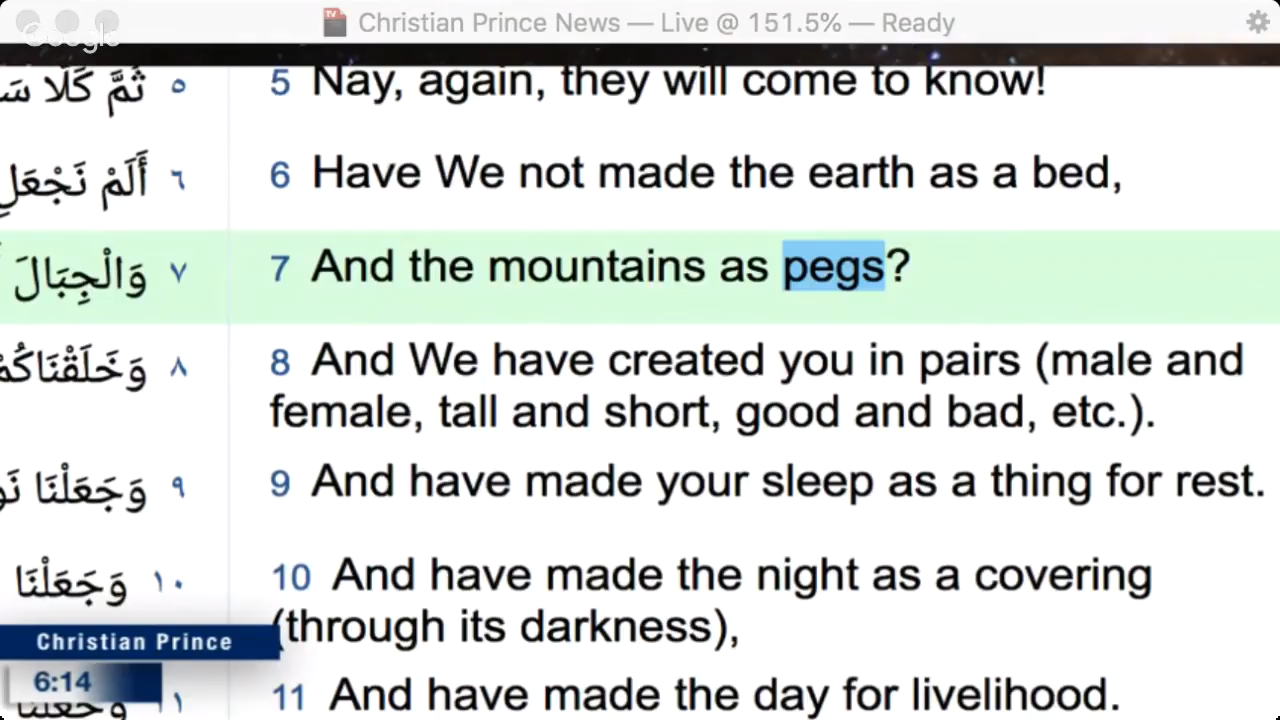 Christian Prince News — Live @ 151.5% — Ready
Google
ثُمَّ كَلَّا ٥
5 Nay, again, they will come to know!
أَلَمْ نَجْعَلِ ٦
6 Have We not made the earth as a bed,
وَالْجِبَالَ ٧
7 And the mountains as pegs?
وَخَلَقْنَاكُمْ ٨
8 And We have created you in pairs (male and
female, tall and short, good and bad, etc.).
وَجَعَلْنَا ٩
9 And have made your sleep as a thing for rest.
وَجَعَلْنَا ١٠
10 And have made the night as a covering
(through its darkness),
Christian Prince
6:14
وَجَعَلْنَا ١١
11 And have made the day for livelihood.